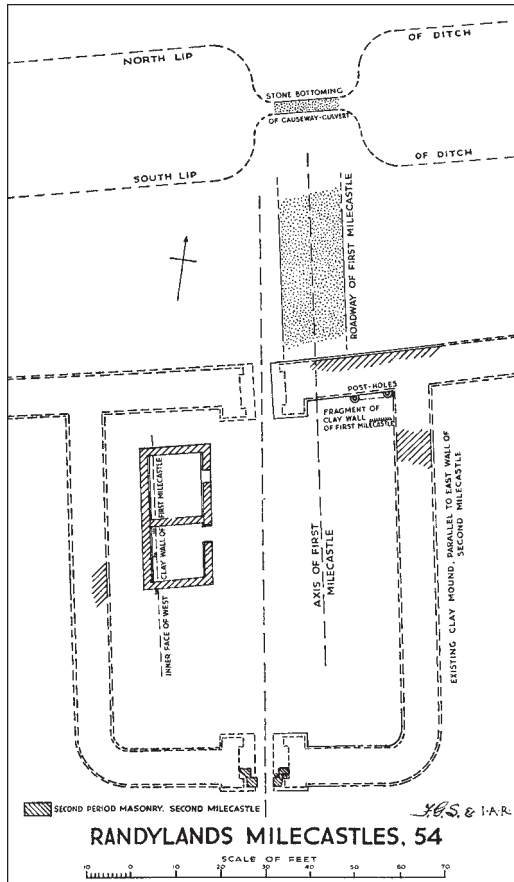 NORTH LIP
OF DITCH
STONE BOTTOMING
OF CAUSEWAY-CULVERT
SOUTH LIP
OF DITCH
ROADWAY OF FIRST MILECASTLE
POST-HOLES
FRAGMENT OF
CLAY WALL
OF FIRST MILECASTLE
INNER FACE OF WEST CLAY WALL OF FIRST MILECASTLE
AXIS OF FIRST
MILECASTLE
EXISTING CLAY MOUND, PARALLEL TO EAST WALL OF
SECOND MILECASTLE
SECOND PERIOD MASONRY. SECOND MILECASTLE
F.G.S. & I.A.R.
RANDYLANDS MILECASTLES, 54
SCALE OF FEET
10 0 10 20 30 40 50 60 70